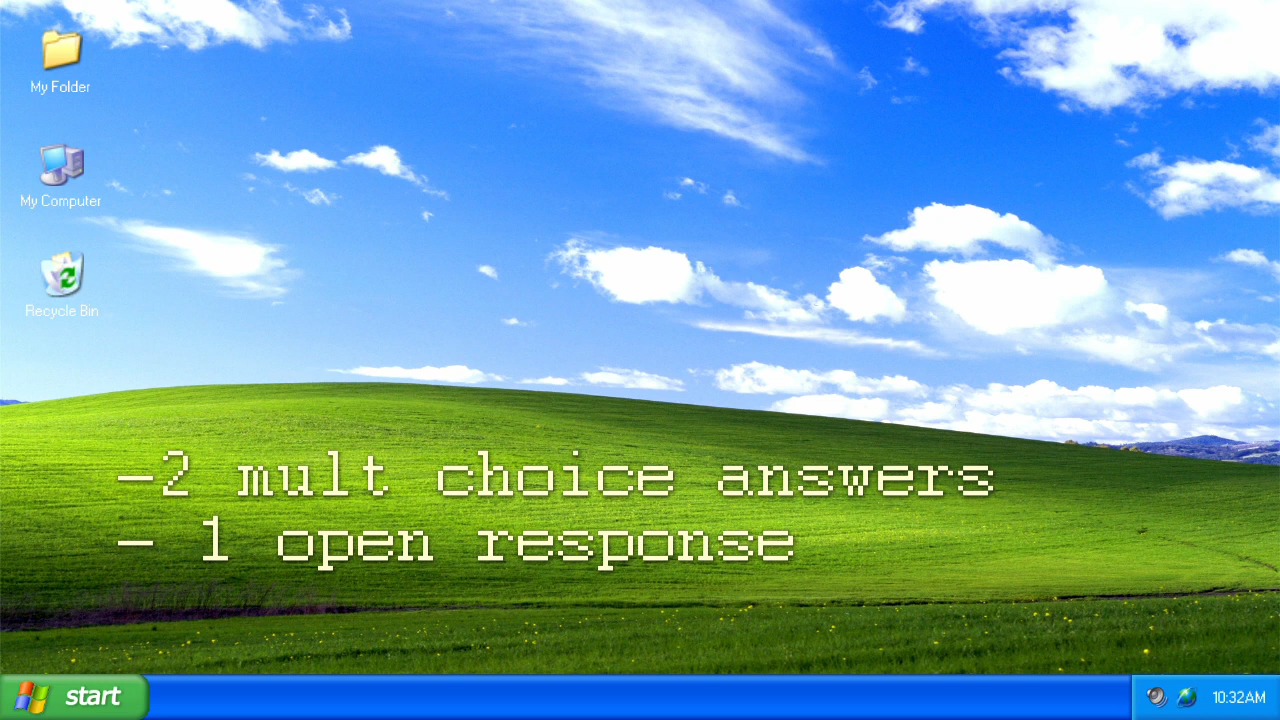 My Folder
My Computer
Recycle Bin
-2 mult choice answers
- 1 open response
start
10:32AM